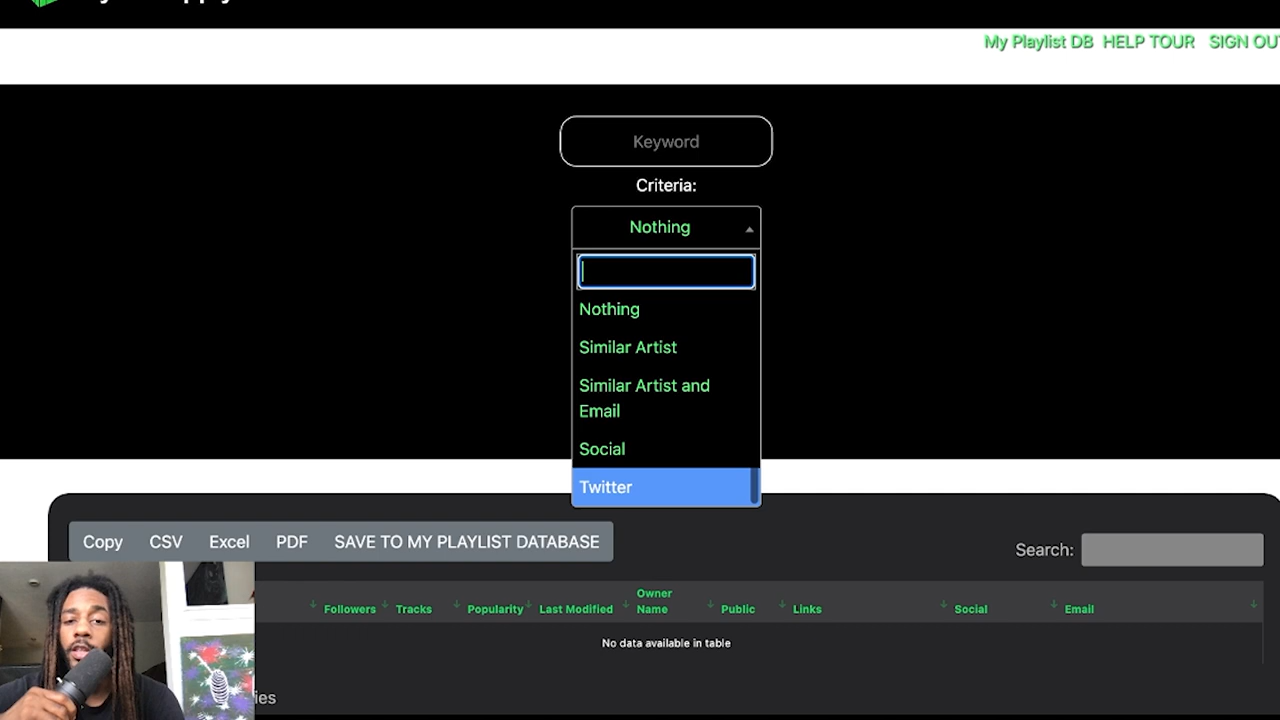 My Playlist DB HELP TOUR SIGN OU
Keyword
Criteria:
Nothing
Nothing
Similar Artist
Similar Artist and
Email
Social
Twitter
Copy CSV Excel PDF SAVE TO MY PLAYLIST DATABASE
Search:
Followers Tracks Popularity Last Modified Owner Name Public Links Social Email
No data available in table
ies